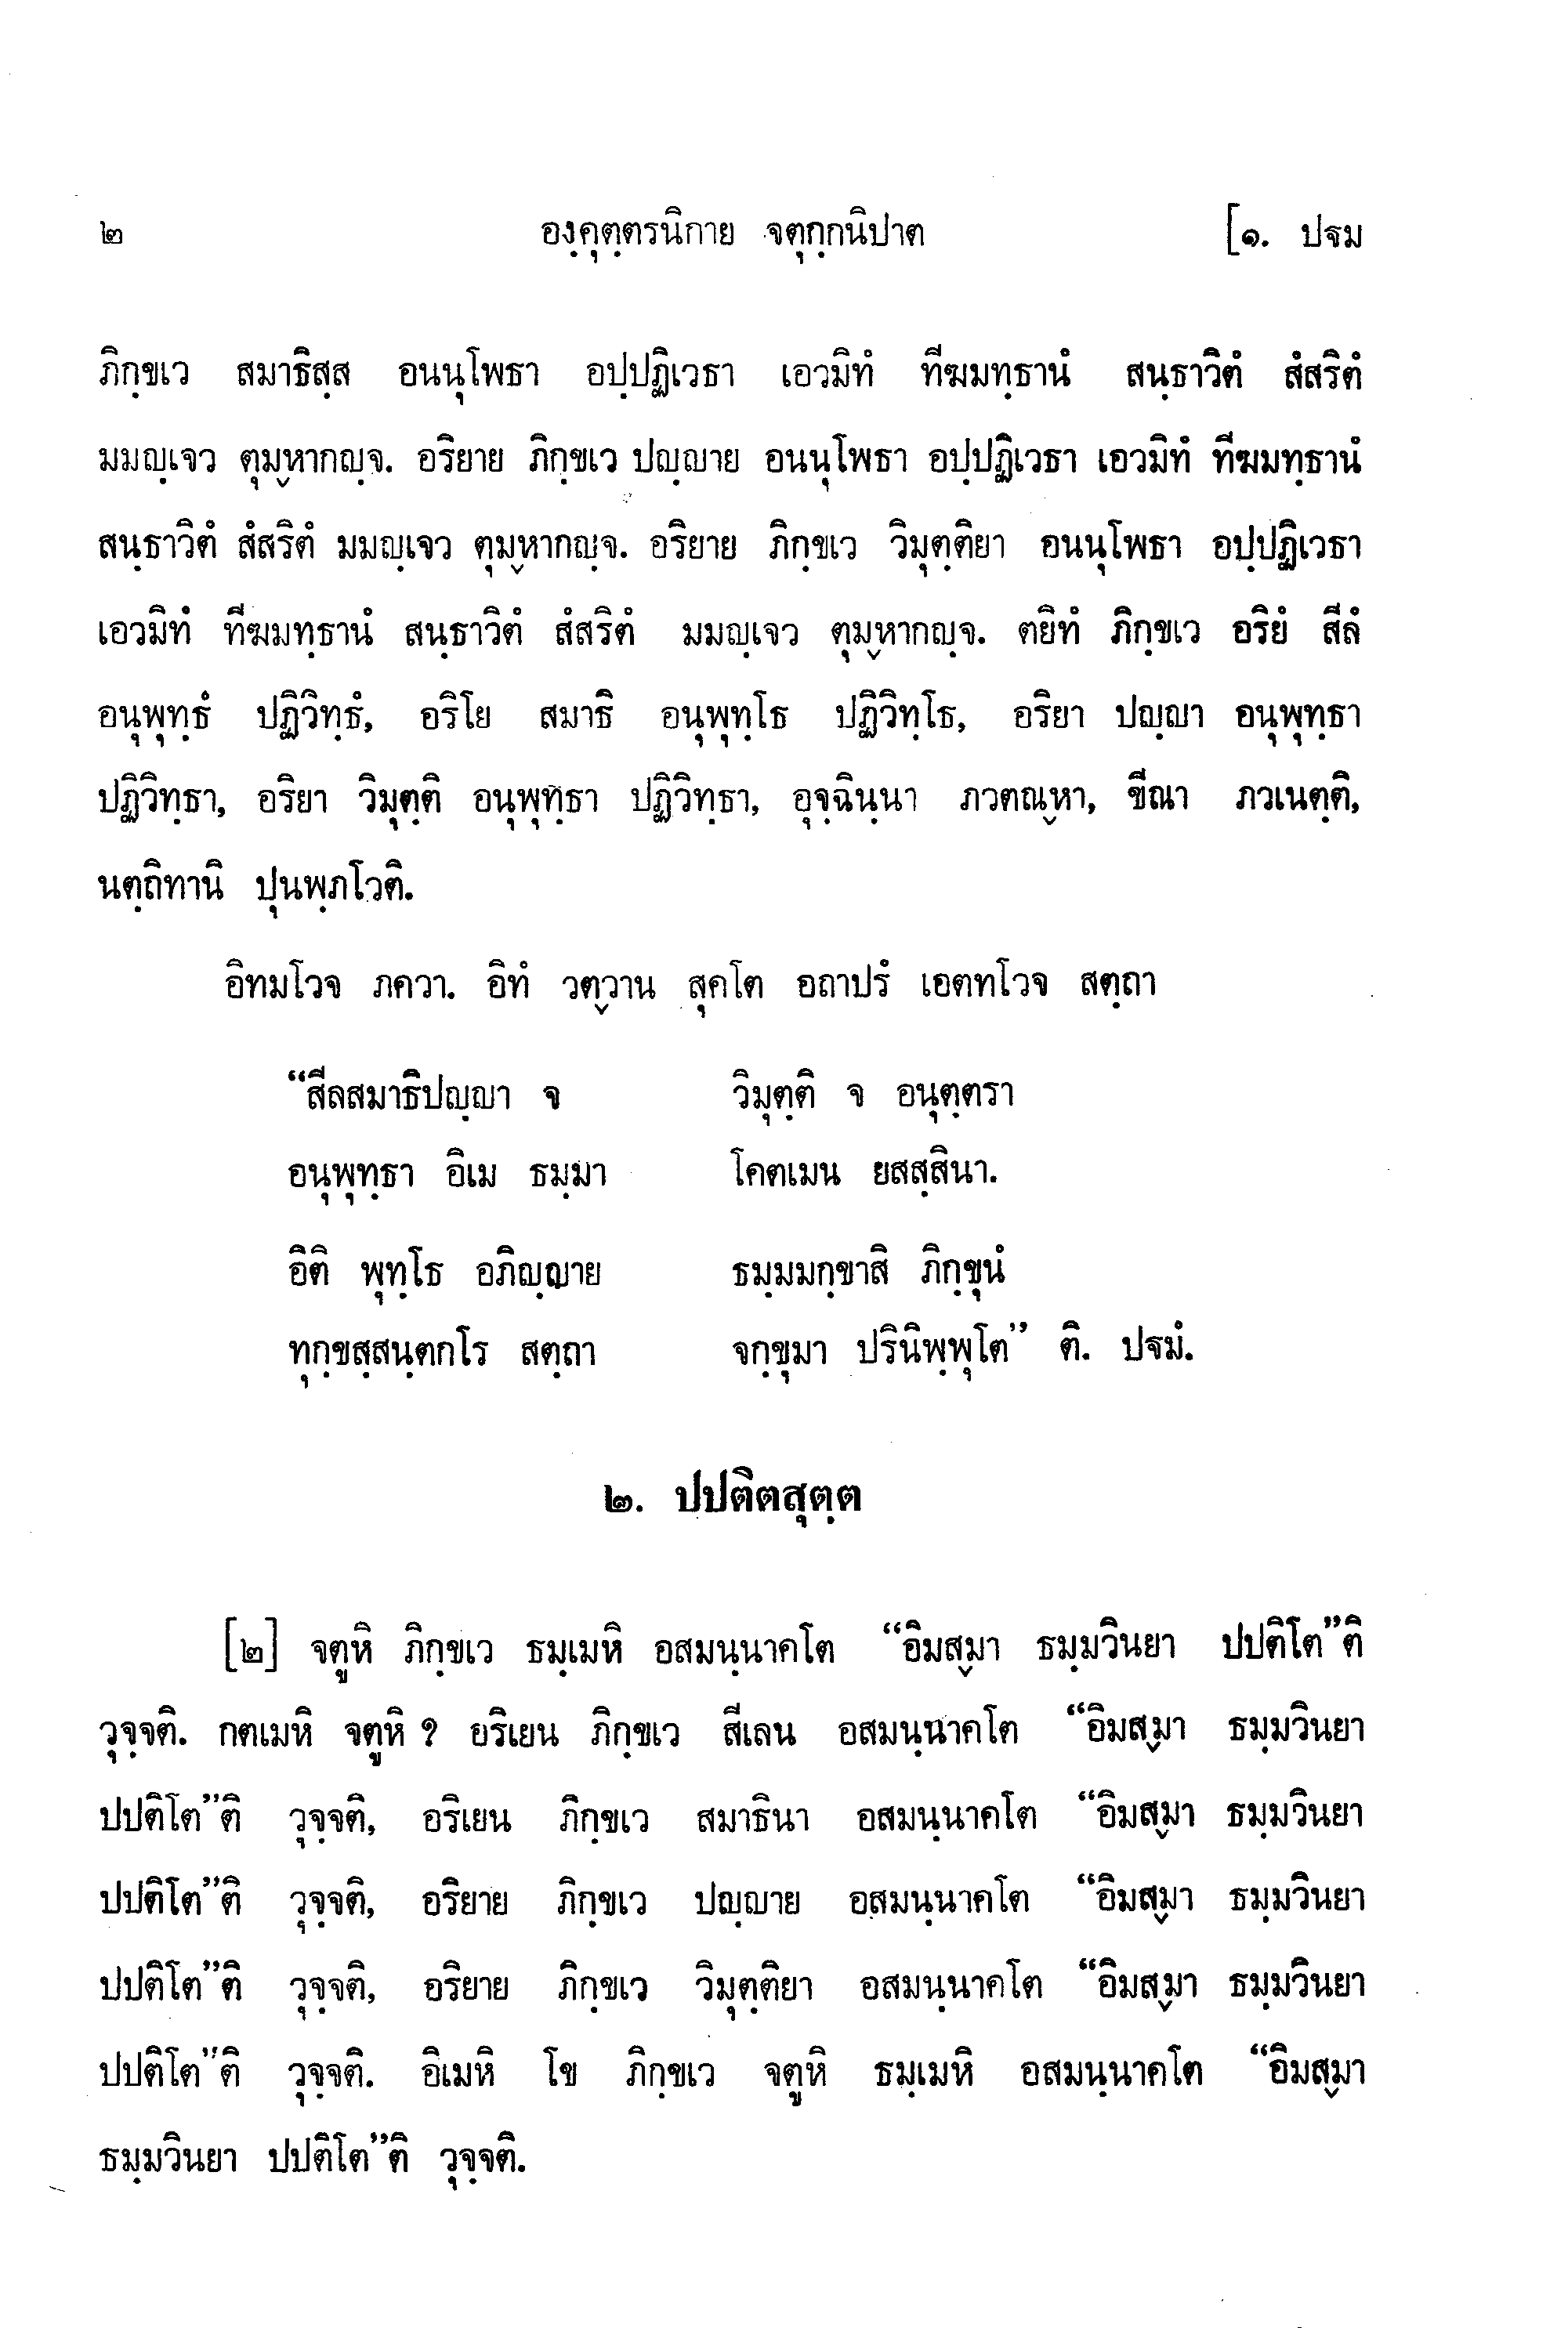 ๒ องฺคุตฺตรนิกาย จตุกฺกนิปาต [๑. ปฐม
ภิกฺขเว สมาธิสฺส อนนุโพธา อปฺปฏิเวธา เอวมิทํ ทีฆมทฺธานํ สนฺธาวิตํ สํสริตํ
มมญฺเจว ตุมฺหากญฺจ. อริยาย ภิกฺขเว ปญฺญาย อนนุโพธา อปฺปฏิเวธา เอวมิทํ ทีฆมทฺธานํ
สนฺธาวิตํ สํสริตํ มมญฺเจว ตุมฺหากญฺจ. อริยาย ภิกฺขเว วิมุตฺติยา อนนุโพธา อปฺปฏิเวธา
เอวมิทํ ทีฆมทฺธานํ สนฺธาวิตํ สํสริตํ มมญฺเจว ตุมฺหากญฺจ. ตยิทํ ภิกฺขเว อริยํ สีลํ
อนุพุทฺธํ ปฏิวิทฺธํ, อริโย สมาธิ อนุพุทฺโธ ปฏิวิทฺโธ, อริยา ปญฺญา อนุพุทฺธา
ปฏิวิทฺธา, อริยา วิมุตฺติ อนุพุทฺธา ปฏิวิทฺธา, อุจฺฉินฺนา ภวตณฺหา, ขีณา ภวเนตฺติ,
นตฺถิทานิ ปุนพฺภโวติ.
อิทมโวจ ภควา. อิทํ วตฺวาน สุคโต อถาปรํ เอตทโวจ สตฺถา
“สีลสมาธิปญฺญา จ วิมุตฺติ จ อนุตฺตรา
อนุพุทฺธา อิเม ธมฺมา โคตเมน ยสสฺสินา.
อิติ พุทฺโธ อภิญฺญาย ธมฺมมกฺขาสิ ภิกฺขุนํ
ทุกฺขสฺสนฺตกโร สตฺถา จกฺขุมา ปรินิพฺพุโต” ติ. ปฐมํ.
๒. ปปติตสุตฺต
[๒] จตูหิ ภิกฺขเว ธมฺเมหิ อสมนฺนาคโต “อิมสฺมา ธมฺมวินยา ปปติโต”ติ
วุจฺจติ. กตเมหิ จตูหิ ? อริเยน ภิกฺขเว สีเลน อสมนฺนาคโต “อิมสฺมา ธมฺมวินยา
ปปติโต”ติ วุจฺจติ, อริเยน ภิกฺขเว สมาธินา อสมนฺนาคโต “อิมสฺมา ธมฺมวินยา
ปปติโต”ติ วุจฺจติ, อริยาย ภิกฺขเว ปญฺญาย อสมนฺนาคโต “อิมสฺมา ธมฺมวินยา
ปปติโต”ติ วุจฺจติ, อริยาย ภิกฺขเว วิมุตฺติยา อสมนฺนาคโต “อิมสฺมา ธมฺมวินยา
ปปติโต”ติ วุจฺจติ. อิเมหิ โข ภิกฺขเว จตูหิ ธมฺเมหิ อสมนฺนาคโต “อิมสฺมา
ธมฺมวินยา ปปติโต”ติ วุจฺจติ.